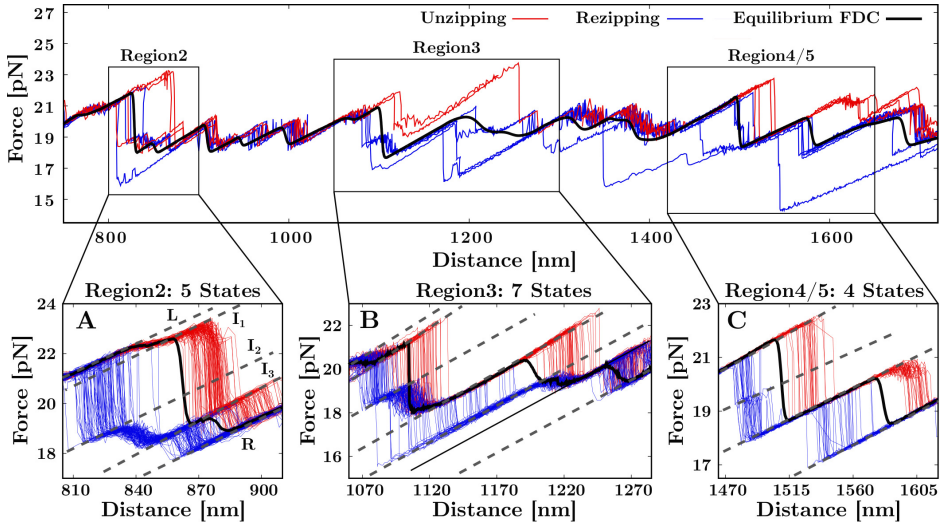 Unzipping Rezipping Equilibrium FDC
Force [pN]
27
25
23
21
19
17
15
Region2
Region3
Region4/5
800 1000 1200 1400 1600
Distance [nm]
Region2: 5 States
A
L
I1
I2
I3
R
Force [pN]
24
22
20
18
810 840 870 900
Distance [nm]
Region3: 7 States
B
Force [pN]
22
20
18
16
1070 1120 1170 1220 1270
Distance [nm]
Region4/5: 4 States
C
Force [pN]
23
21
19
17
1470 1515 1560 1605
Distance [nm]